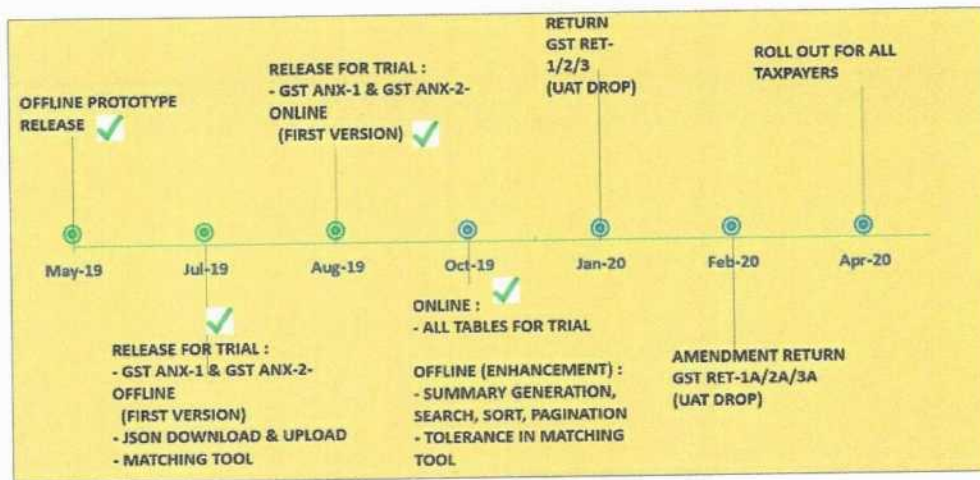 OFFLINE PROTOTYPE
RELEASE
RELEASE FOR TRIAL :
- GST ANX-1 & GST ANX-2-
ONLINE
(FIRST VERSION)
RETURN
GST RET-
1/2/3
(UAT DROP)
ROLL OUT FOR ALL
TAXPAYERS
May-19
Jul-19
Aug-19
Oct-19
Jan-20
Feb-20
Apr-20
RELEASE FOR TRIAL :
- GST ANX-1 & GST ANX-2-
OFFLINE
(FIRST VERSION)
- JSON DOWNLOAD & UPLOAD
- MATCHING TOOL
ONLINE :
- ALL TABLES FOR TRIAL
OFFLINE (ENHANCEMENT) :
- SUMMARY GENERATION,
SEARCH, SORT, PAGINATION
- TOLERANCE IN MATCHING
TOOL
AMENDMENT RETURN
GST RET-1A/2A/3A
(UAT DROP)